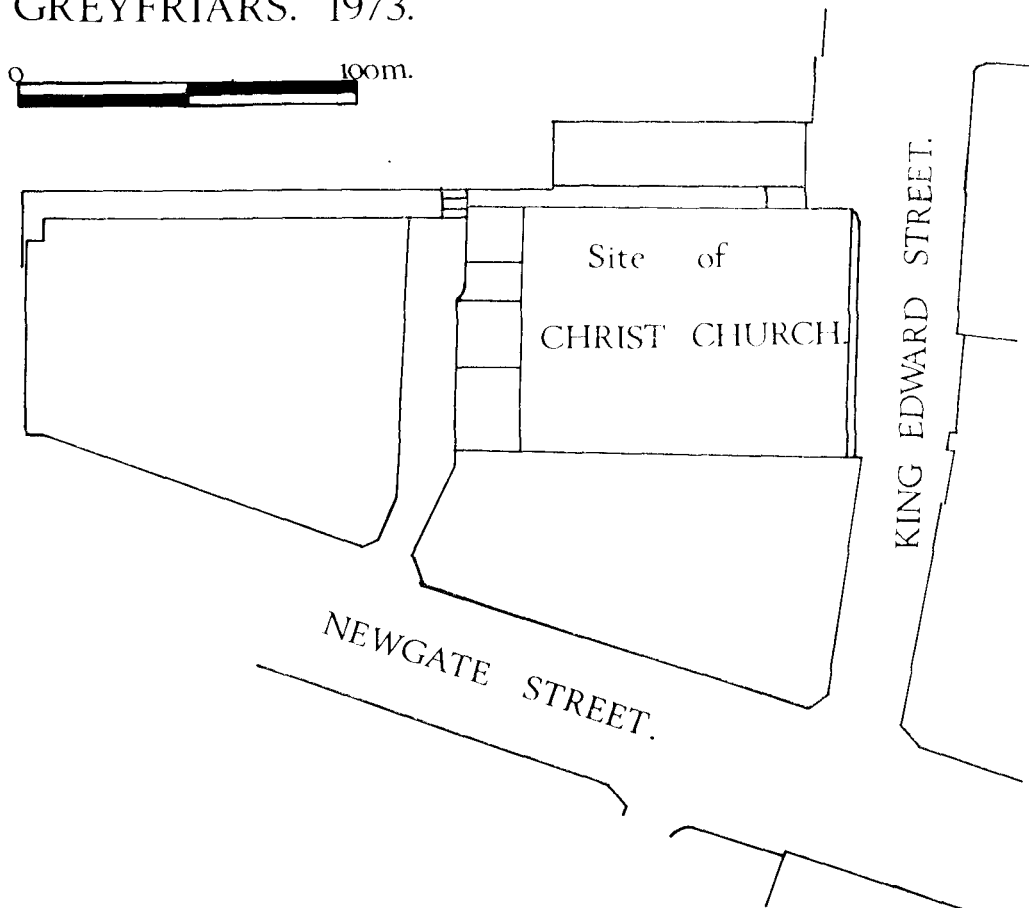 GREYFRIARS. 1973.
0 100m.
Site of
CHRIST CHURCH.
KING EDWARD STREET.
NEWGATE STREET.